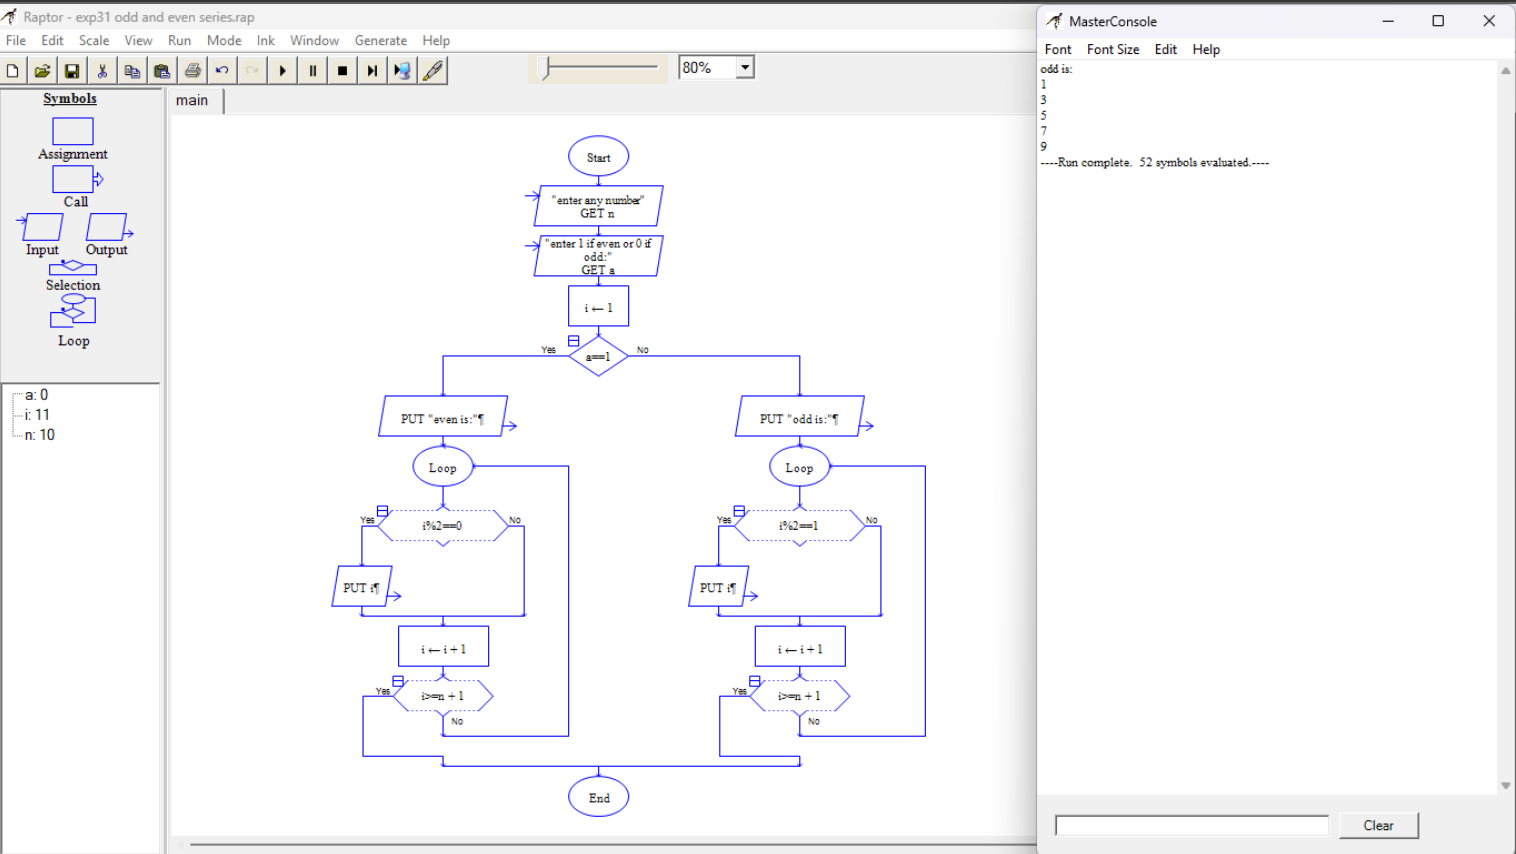 Raptor - exp31 odd and even series.rap
File Edit Scale View Run Mode Ink Window Generate Help
80%
Symbols
Assignment
Call
Input Output
Selection
Loop
a: 0
i: 11
n: 10
main
Start
"enter any number"
GET n
"enter 1 if even or 0 if
odd:"
GET a
i ← 1
Yes a==1 No
PUT "even is:"¶
Loop
Yes i%2==0 No
PUT i¶
i ← i + 1
Yes i>=n + 1
No
PUT "odd is:"¶
Loop
Yes i%2==1 No
PUT i¶
i ← i + 1
Yes i>=n + 1
No
End
MasterConsole
Font Font Size Edit Help
odd is:
1
3
5
7
9
----Run complete.  52 symbols evaluated.----
Clear